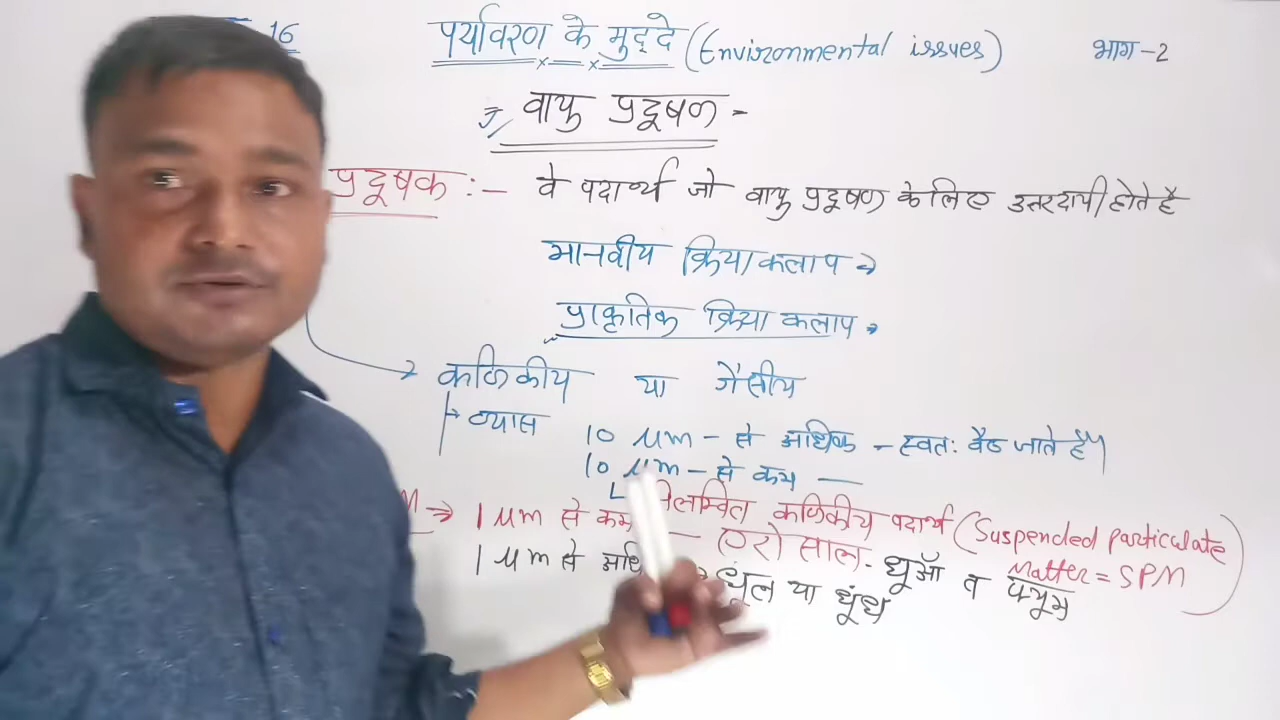 16 पर्यावरण के मुद्दे (Environmental issues) भाग-2
वायु प्रदूषण -
प्रदूषक :- वे पदार्थ जो वायु प्रदूषण के लिए उत्तरदायी होते है
मानवीय क्रियाकलाप →
प्राकृतिक क्रिया कलाप →
→ कणिकीय या गैसीय
→ व्यास 10 μm - से अधिक - स्वतः बैठ जाते है।
10 μm - से कम —
विलम्बित कणिकीय पदार्थ (Suspended particulate Matter = SPM)
M → 1 μm से कम — एरोसाल - धूआँ व फ्यूम
1 μm से धूल या धूंध